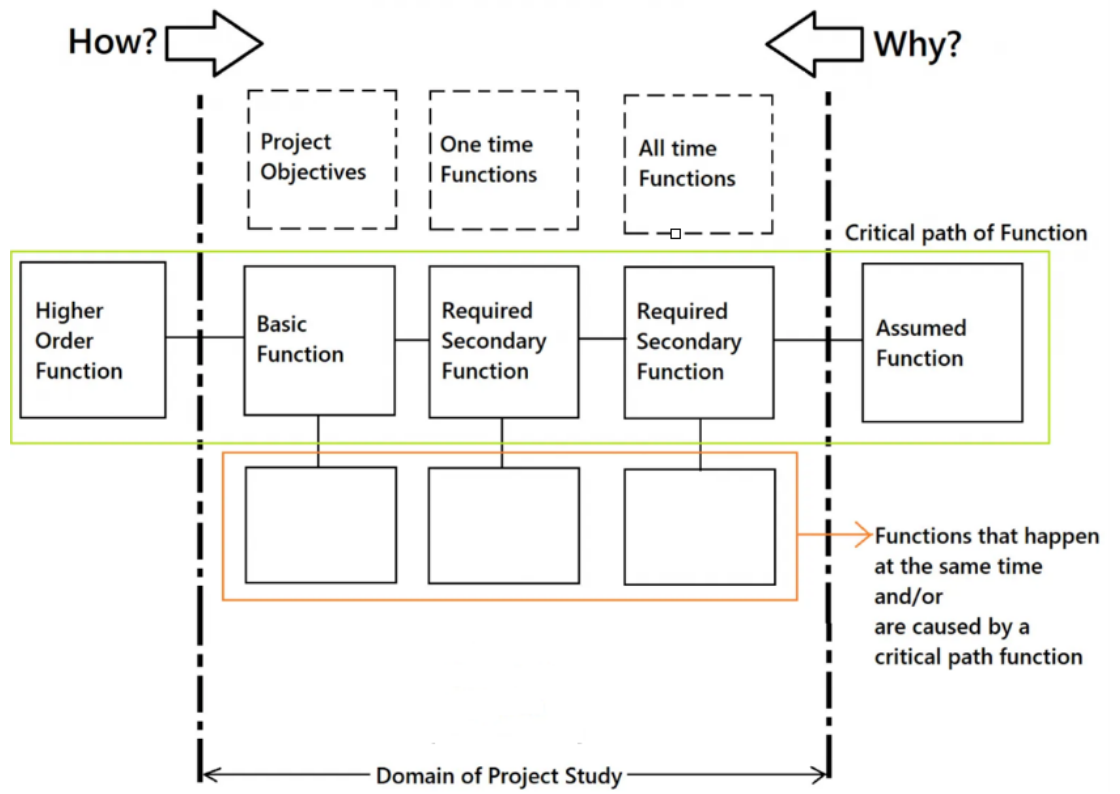 How?
Why?
Project
Objectives
One time
Functions
All time
Functions
Critical path of Function
Higher
Order
Function
Basic
Function
Required
Secondary
Function
Required
Secondary
Function
Assumed
Function
Functions that happen
at the same time
and/or
are caused by a
critical path function
Domain of Project Study